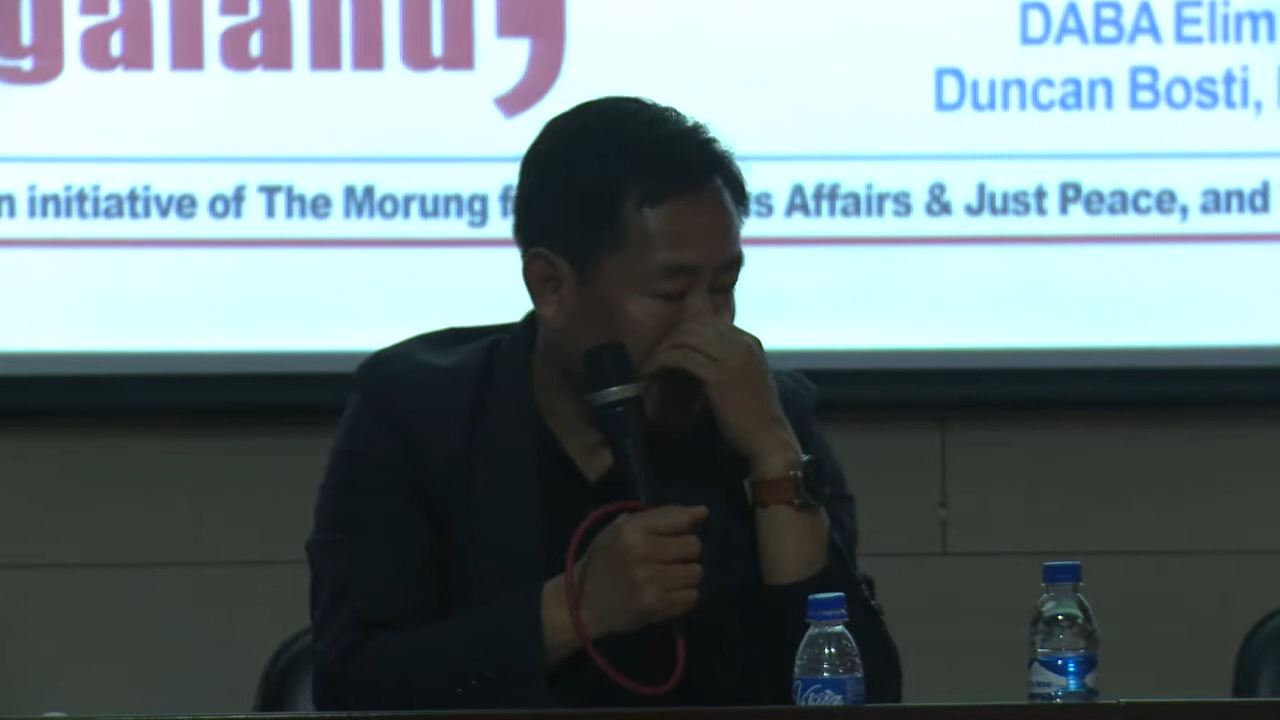 galand’
DABA Elim
Duncan Bosti,
n initiative of The Morung f s Affairs & Just Peace, and